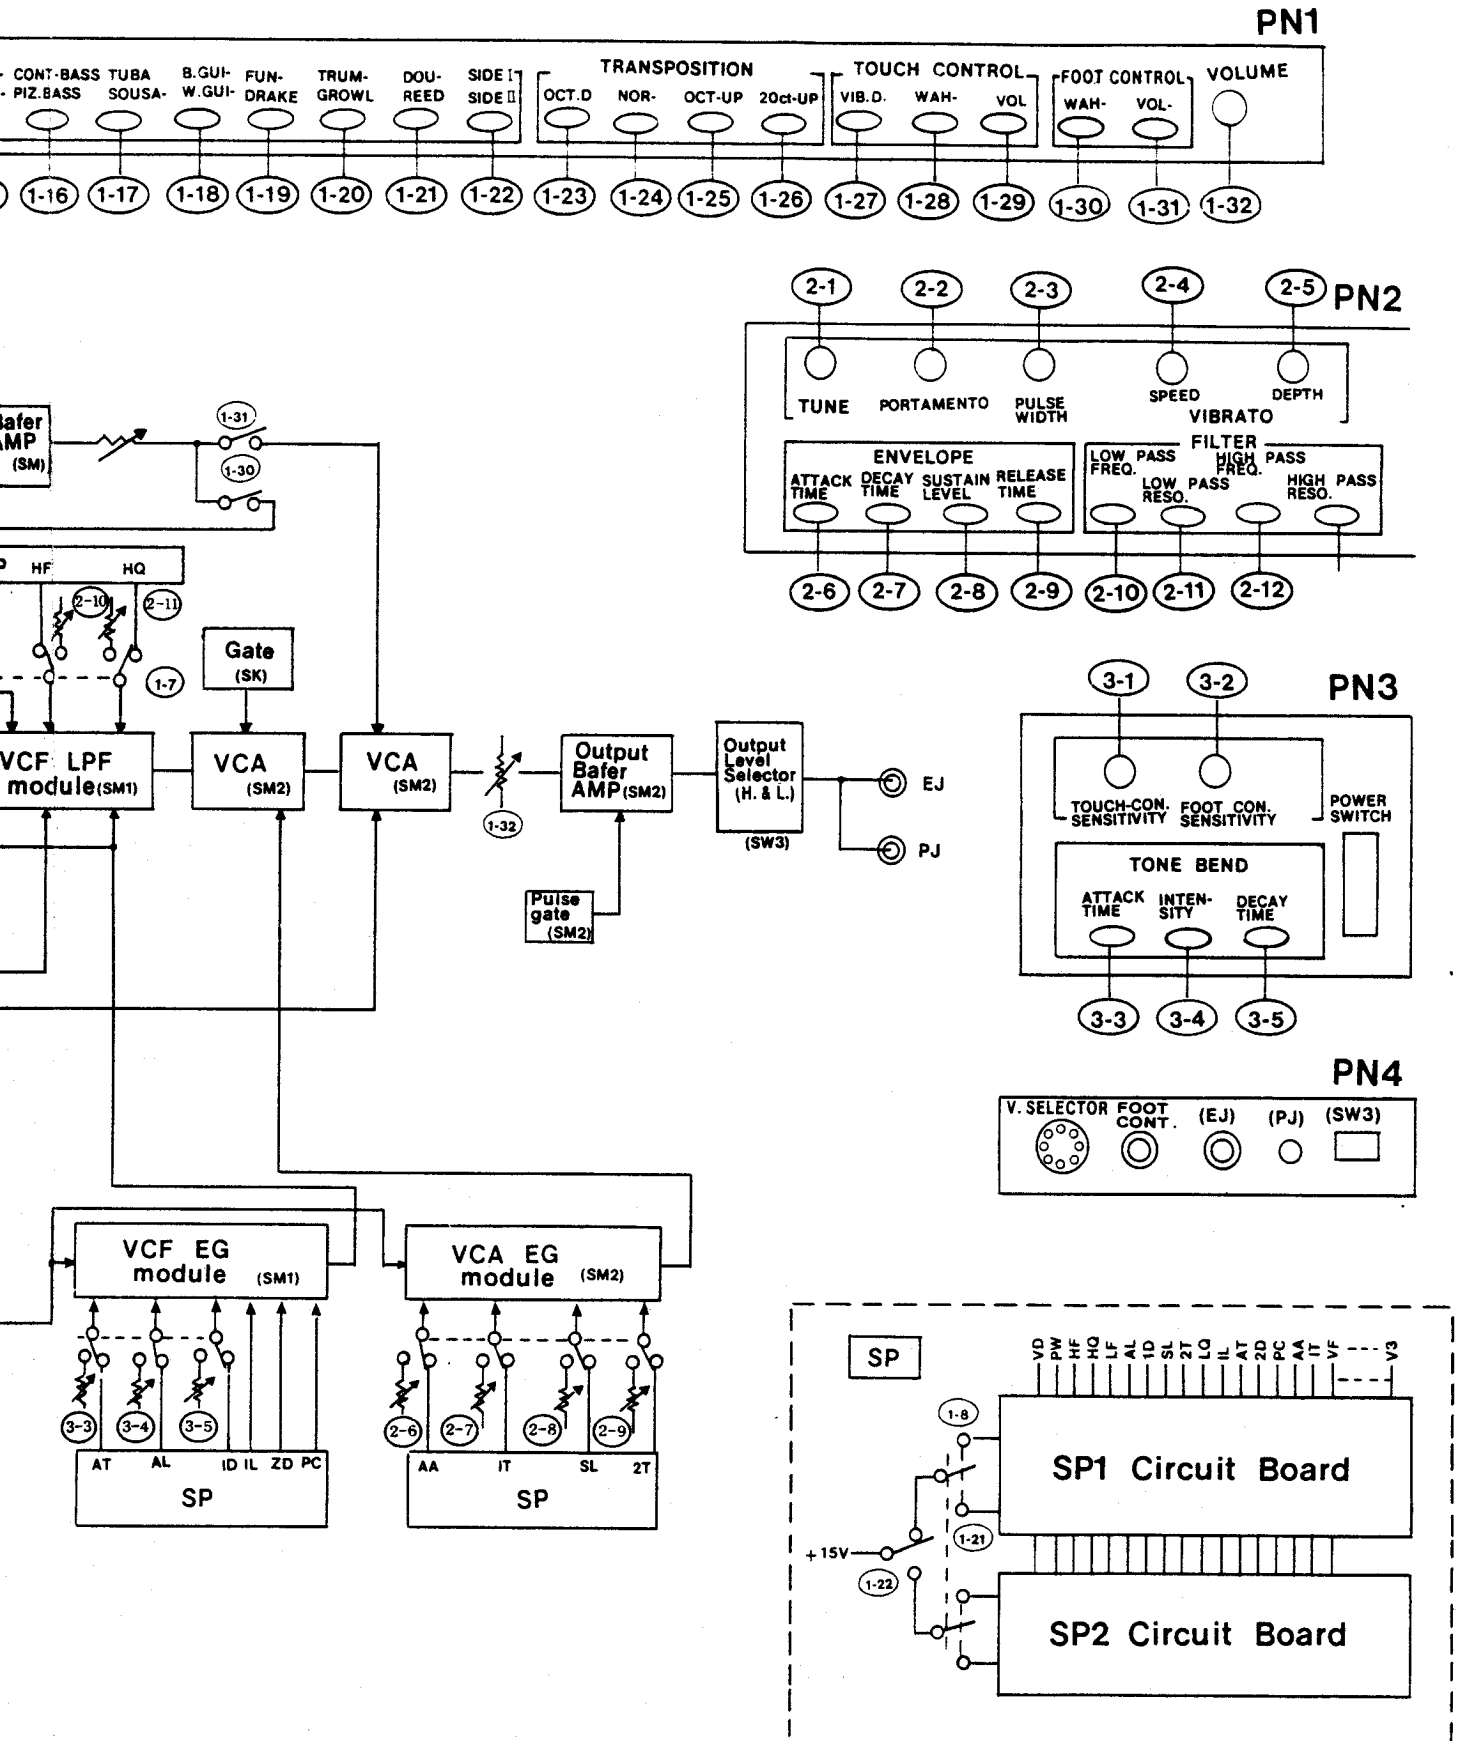 PN1
CONT-BASS TUBA B.GUI- FUN- TRUM- DOU- SIDE I TRANSPOSITION TOUCH CONTROL FOOT CONTROL VOLUME
PIZ.BASS SOUSA- W.GUI- DRAKE GROWL REED SIDE II OCT.D NOR- OCT-UP 2Oct-UP VIB.D. WAH- VOL WAH- VOL-
1-16 1-17 1-18 1-19 1-20 1-21 1-22 1-23 1-24 1-25 1-26 1-27 1-28 1-29 1-30 1-31 1-32
2-1 2-2 2-3 2-4 2-5 PN2
TUNE PORTAMENTO PULSE WIDTH SPEED DEPTH
VIBRATO
ENVELOPE
ATTACK TIME DECAY TIME SUSTAIN LEVEL RELEASE TIME
FILTER
LOW PASS FREQ. LOW PASS RESO. HIGH PASS FREQ. HIGH PASS RESO.
2-6 2-7 2-8 2-9 2-10 2-11 2-12
Bafer
AMP
(SM)
1-31
1-30
HF HQ
2-10 2-11
1-7
Gate
(SK)
VCF LPF
module(SM1)
VCA
(SM2)
VCA
(SM2)
1-32
Output
Bafer
AMP(SM2)
Output
Level
Selector
(H. & L.)
(SW3)
EJ
PJ
Pulse
gate
(SM2)
3-1 3-2 PN3
TOUCH-CON. SENSITIVITY
FOOT CON. SENSITIVITY
POWER
SWITCH
TONE BEND
ATTACK TIME INTEN-SITY DECAY TIME
3-3 3-4 3-5
PN4
V. SELECTOR FOOT CONT. (EJ) (PJ) (SW3)
VCF EG
module (SM1)
VCA EG
module (SM2)
3-3 3-4 3-5
AT AL ID IL ZD PC
SP
2-6 2-7 2-8 2-9
AA IT SL 2T
SP
SP
VD PW HF HQ LF AL 1D SL 2T LQ IL AT 2D PC AA IT VF ---- V3
1-8
SP1 Circuit Board
1-21
+15V
1-22
SP2 Circuit Board